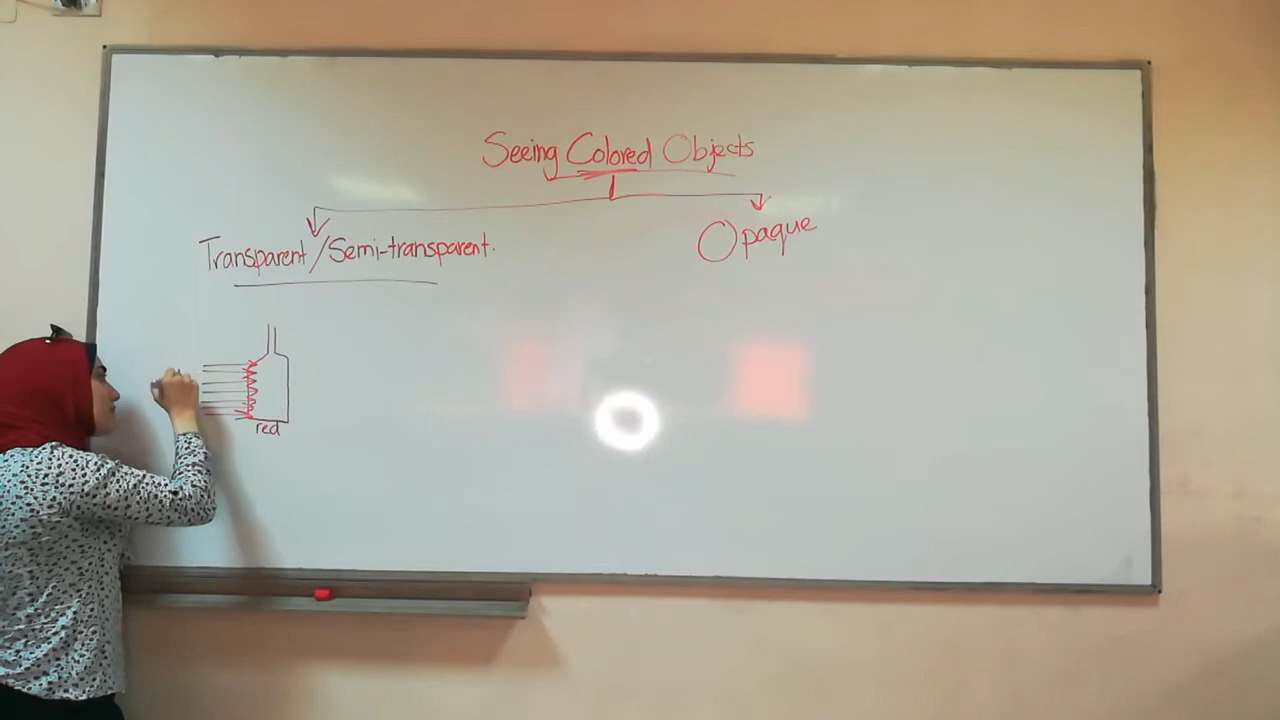 Seeing Colored Objects
Transparent/Semi-transparent.
Opaque
red